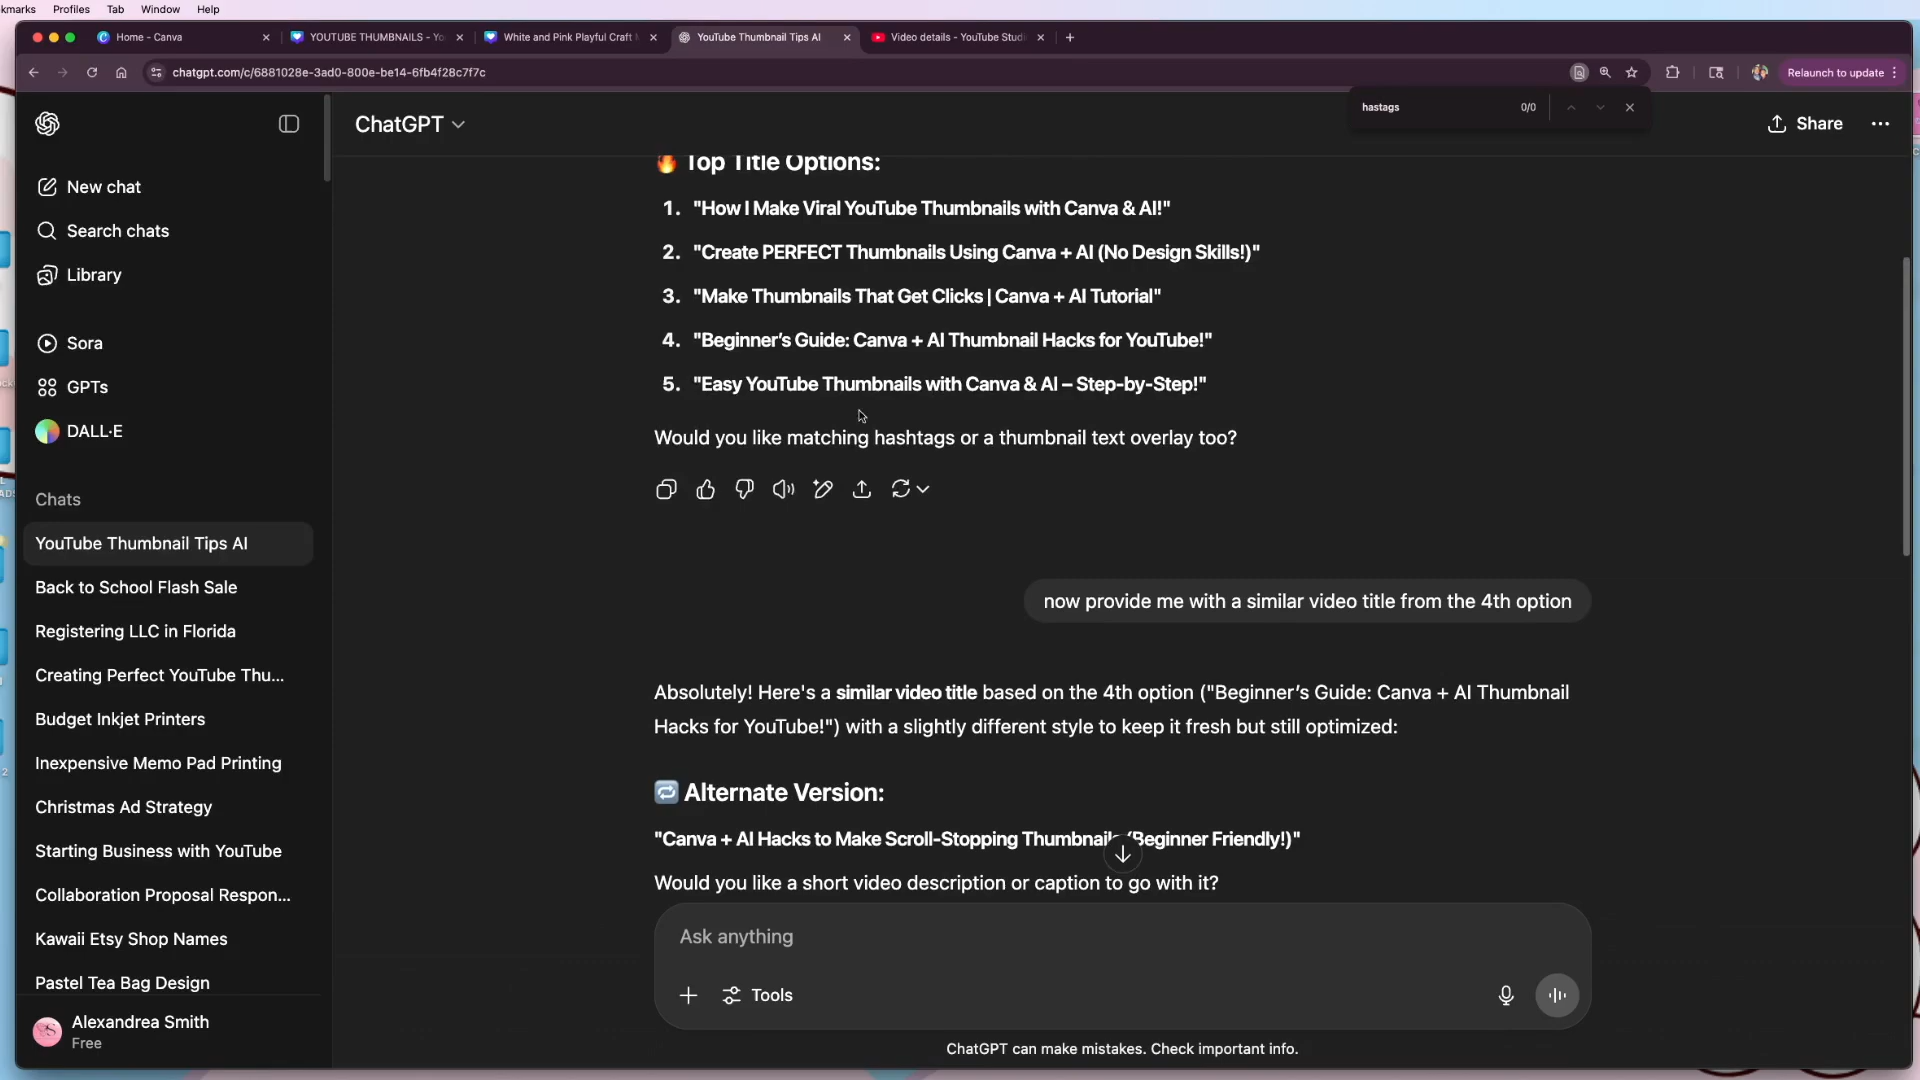 kmarks Profiles Tab Window Help
Home - Canva
YOUTUBE THUMBNAILS - Yo
White and Pink Playful Craft
YouTube Thumbnail Tips AI
Video details - YouTube Studi
chatgpt.com/c/6881028e-3ad0-800e-be14-6fb4f28c7f7c
Relaunch to update
hastags 0/0
ChatGPT
Share
New chat
Search chats
Library
Sora
GPTs
DALL·E
Chats
YouTube Thumbnail Tips AI
Back to School Flash Sale
Registering LLC in Florida
Creating Perfect YouTube Thu...
Budget Inkjet Printers
Inexpensive Memo Pad Printing
Christmas Ad Strategy
Starting Business with YouTube
Collaboration Proposal Respon...
Kawaii Etsy Shop Names
Pastel Tea Bag Design
Alexandrea Smith
Free
🔥 Top Title Options:
1. "How I Make Viral YouTube Thumbnails with Canva & AI!"
2. "Create PERFECT Thumbnails Using Canva + AI (No Design Skills!)"
3. "Make Thumbnails That Get Clicks | Canva + AI Tutorial"
4. "Beginner’s Guide: Canva + AI Thumbnail Hacks for YouTube!"
5. "Easy YouTube Thumbnails with Canva & AI – Step-by-Step!"
Would you like matching hashtags or a thumbnail text overlay too?
now provide me with a similar video title from the 4th option
Absolutely! Here's a similar video title based on the 4th option ("Beginner’s Guide: Canva + AI Thumbnail
Hacks for YouTube!") with a slightly different style to keep it fresh but still optimized:
🔁 Alternate Version:
"Canva + AI Hacks to Make Scroll-Stopping Thumbnails (Beginner Friendly!)"
Would you like a short video description or caption to go with it?
Ask anything
Tools
ChatGPT can make mistakes. Check important info.